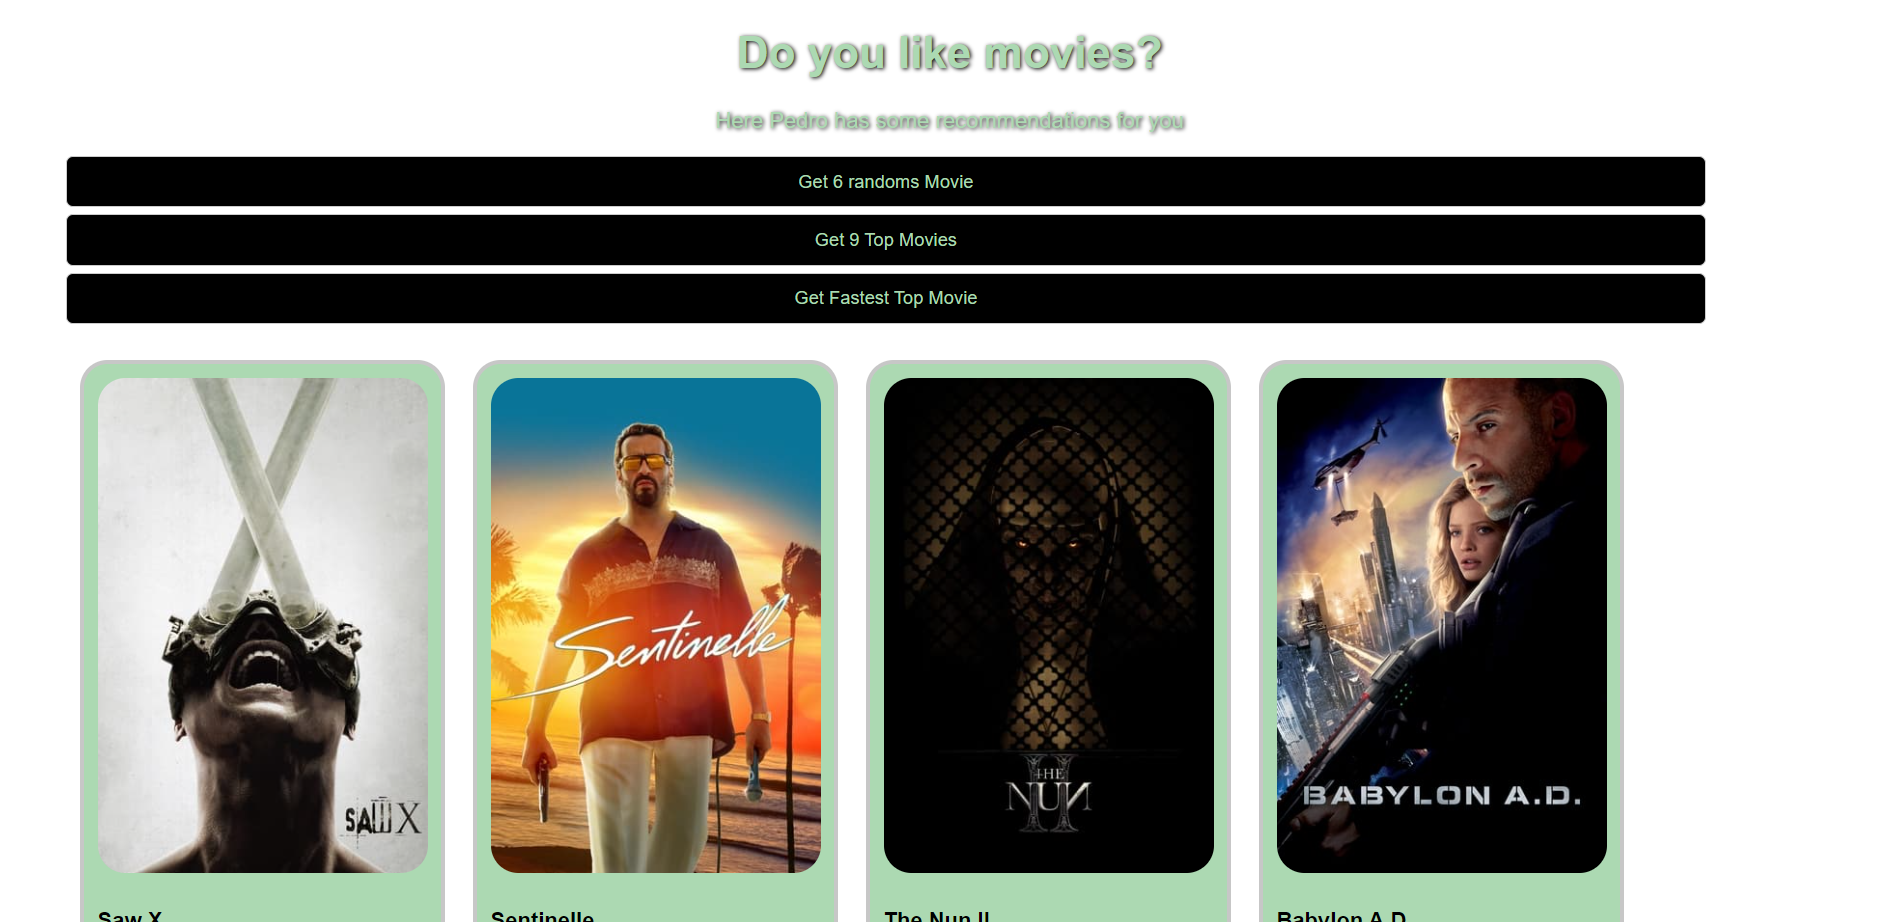 Do you like movies?
Here Pedro has some recommendations for you
Get 6 randoms Movie
Get 9 Top Movies
Get Fastest Top Movie
SAW X
Sentinelle
THE
NUN
II
BABYLON A.D.
Saw X
Sentinelle
The Nun II
Babylon A.D.